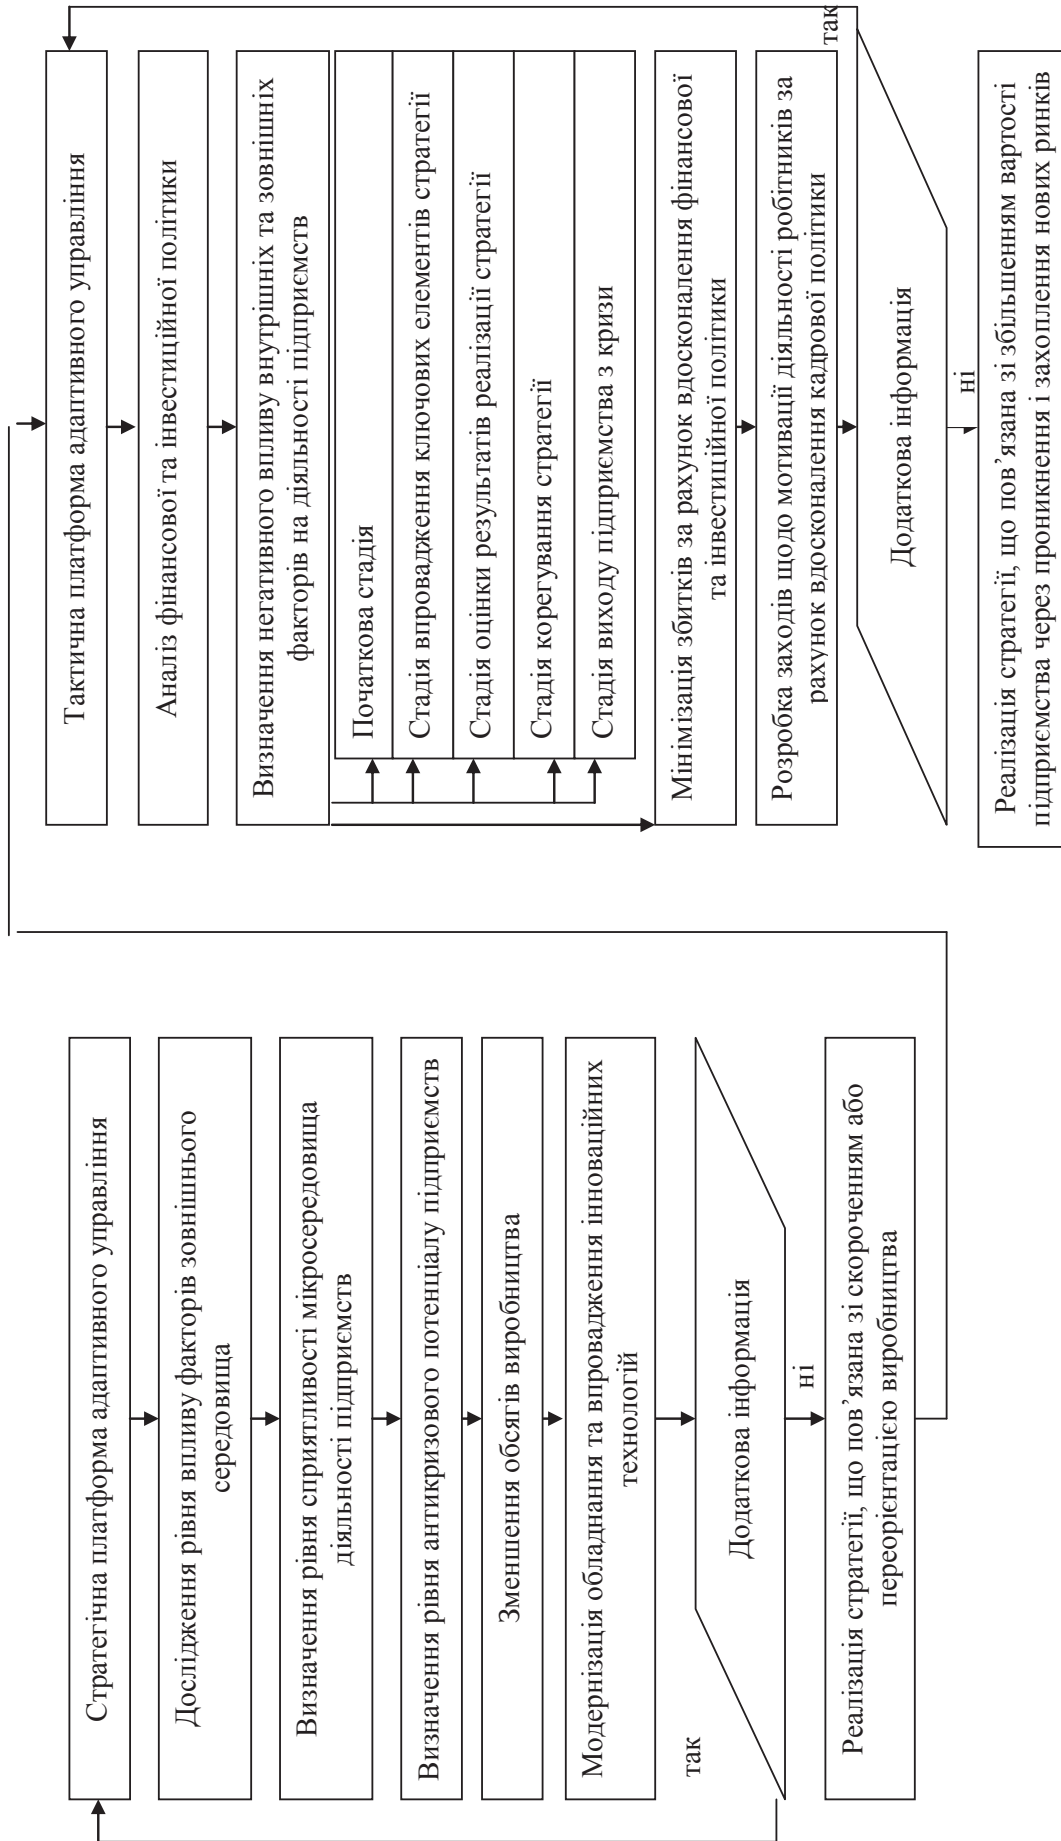 Стратегічна платформа адаптивного управління
Дослідження рівня впливу факторів зовнішнього
середовища
Визначення рівня сприятливості мікросередовища
діяльності підприємств
Визначення рівня антикризового потенціалу підприємств
Зменшення обсягів виробництва
Модернізація обладнання та впровадження інноваційних
технологій
так
Додаткова інформація
ні
Реалізація стратегії, що пов’язана зі скороченням або
переорієнтацією виробництва
Тактична платформа адаптивного управління
Аналіз фінансової та інвестиційної політики
Визначення негативного впливу внутрішніх та зовнішніх
факторів на діяльності підприємств
Початкова стадія
Стадія впровадження ключових елементів стратегії
Стадія оцінки результатів реалізації стратегії
Стадія корегування стратегії
Стадія виходу підприємства з кризи
Мінімізація збитків за рахунок вдосконалення фінансової
та інвестиційної політики
Розробка заходів щодо мотивації діяльності робітників за
рахунок вдосконалення кадрової політики
так
Додаткова інформація
ні
Реалізація стратегії, що пов’язана зі збільшенням вартості
підприємства через проникнення і захоплення нових ринків